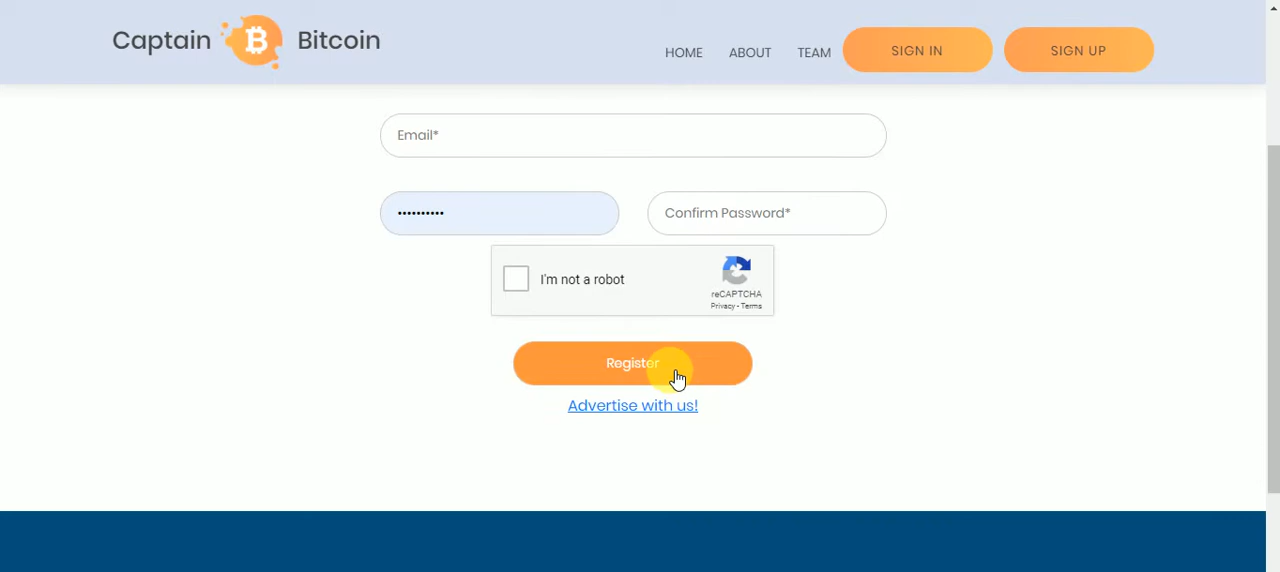 Captain B Bitcoin
HOME ABOUT TEAM SIGN IN SIGN UP
Email*
•••••••••• Confirm Password*
I'm not a robot
reCAPTCHA
Privacy - Terms
Register
Advertise with us!